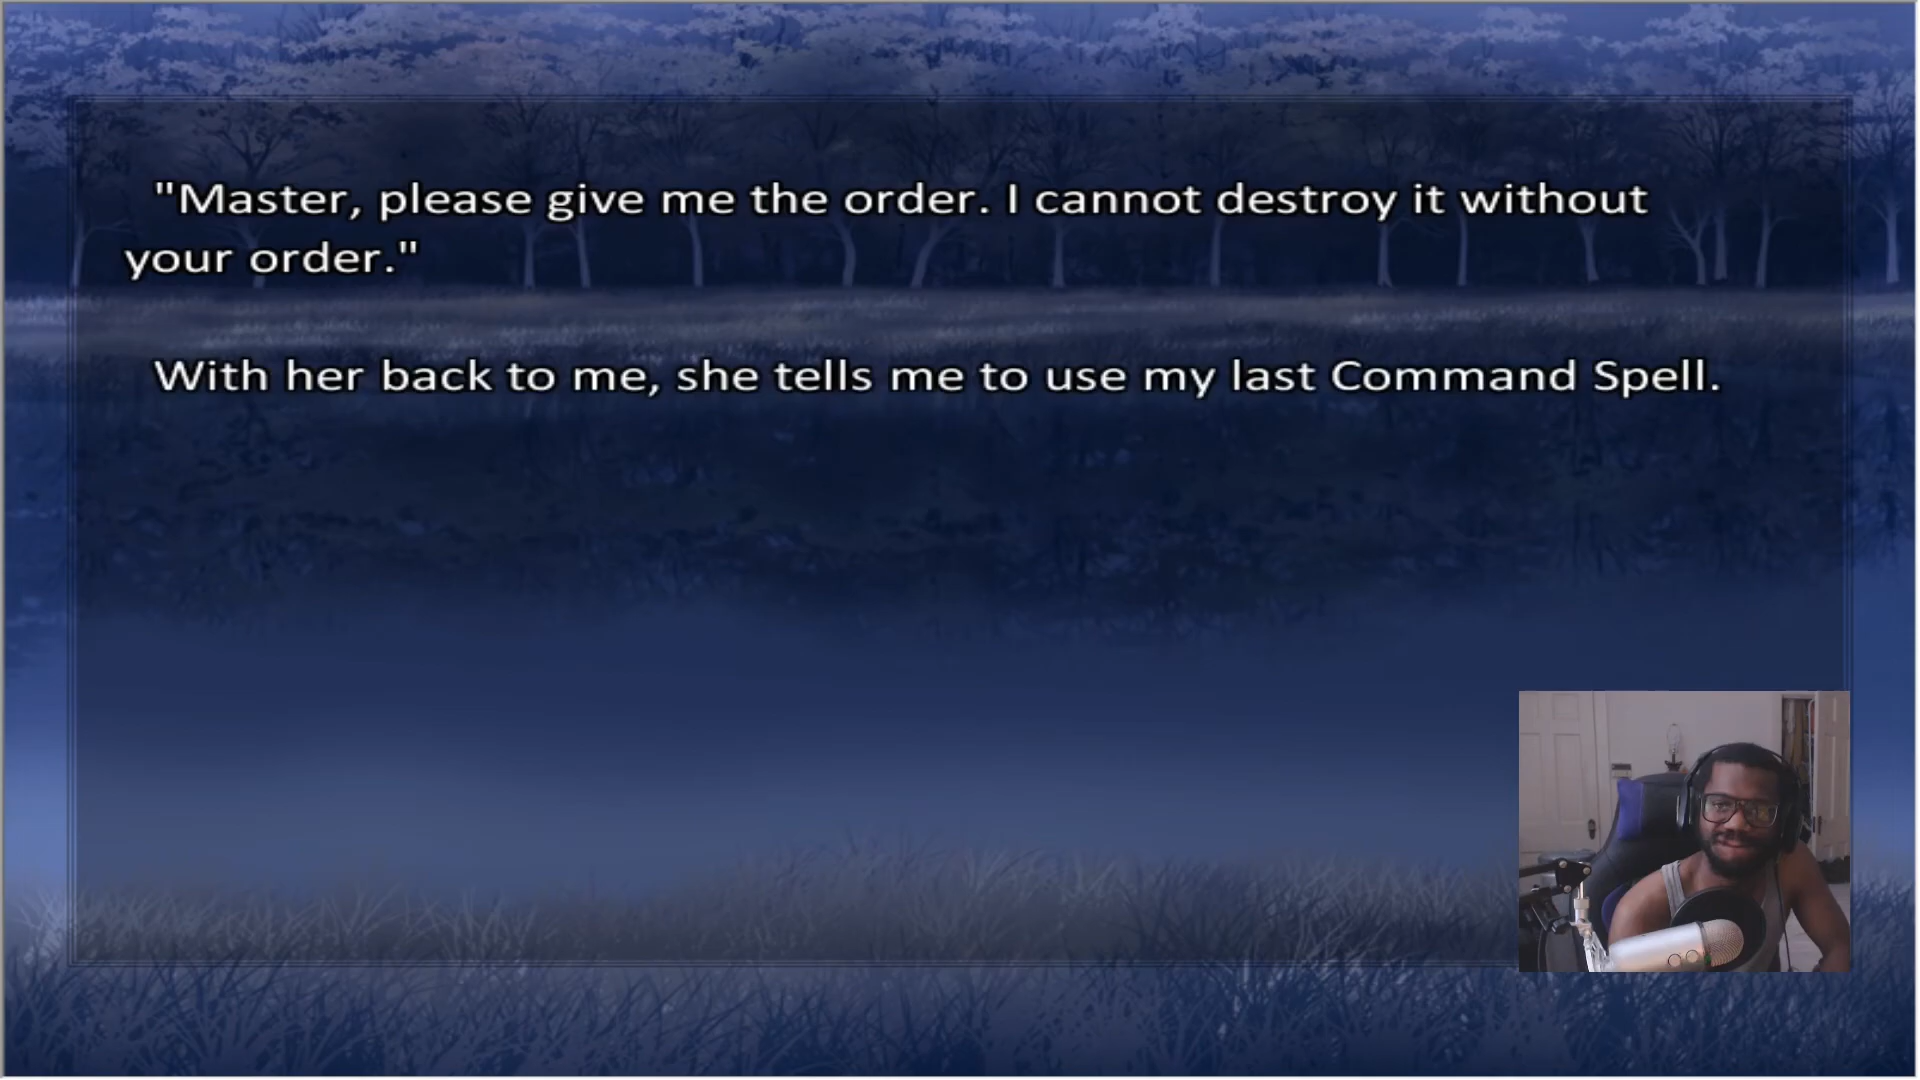 "Master, please give me the order. I cannot destroy it without
your order."
With her back to me, she tells me to use my last Command Spell.